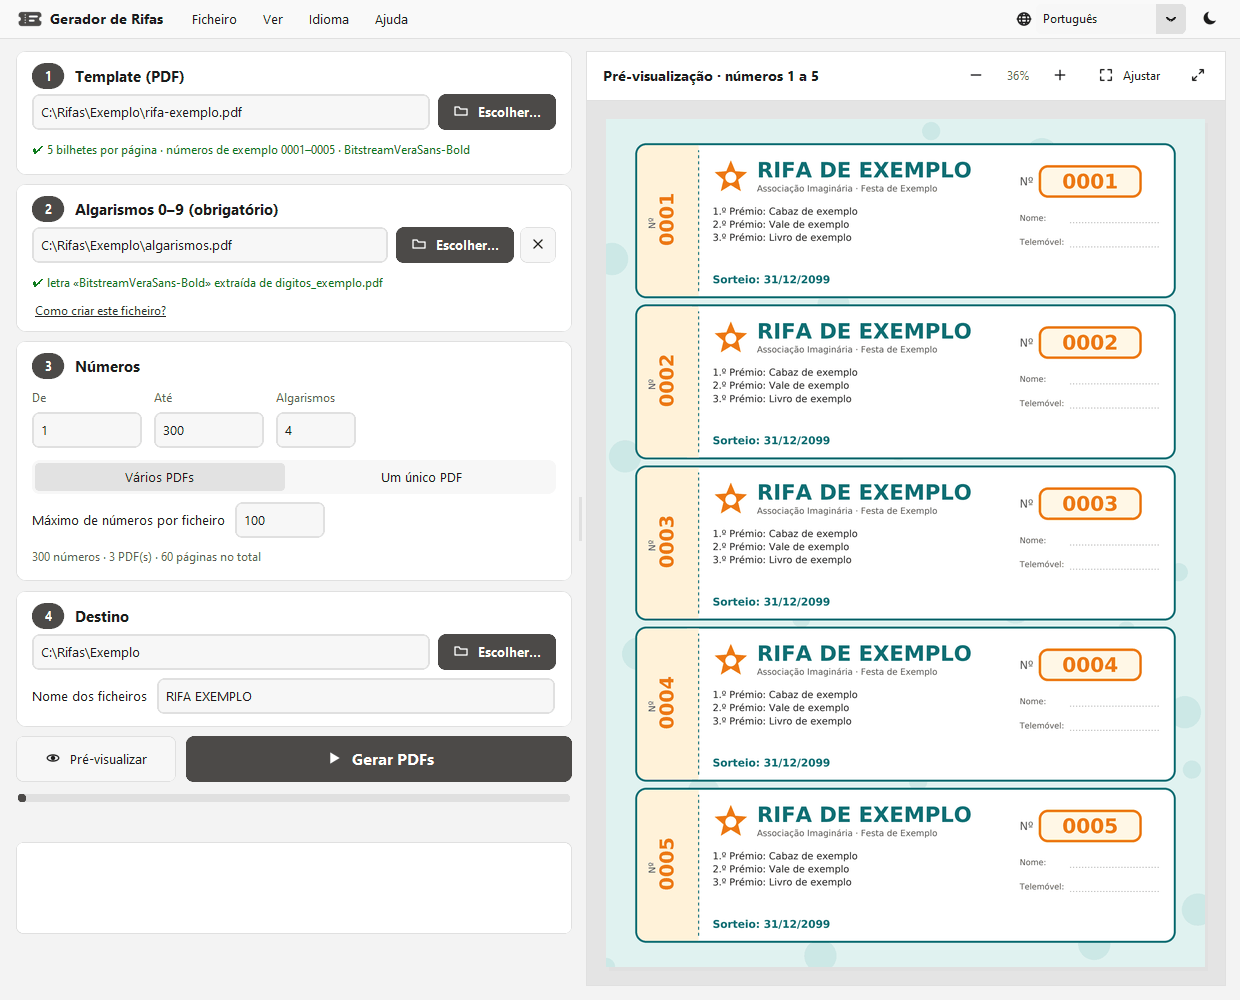 Gerador de Rifas
Ficheiro
Ver
Idioma
Ajuda
Português
1
Template (PDF)
C:\Rifas\Exemplo\rifa-exemplo.pdf
Escolher...
✔ 5 bilhetes por página · números de exemplo 0001–0005 · BitstreamVeraSans-Bold
2
Algarismos 0–9 (obrigatório)
C:\Rifas\Exemplo\algarismos.pdf
Escolher...
✔ letra «BitstreamVeraSans-Bold» extraída de digitos_exemplo.pdf
Como criar este ficheiro?
3
Números
De
Até
Algarismos
1
300
4
Vários PDFs
Um único PDF
Máximo de números por ficheiro
100
300 números · 3 PDF(s) · 60 páginas no total
4
Destino
C:\Rifas\Exemplo
Escolher...
Nome dos ficheiros
RIFA EXEMPLO
Pré-visualizar
Gerar PDFs
Pré-visualização · números 1 a 5
36%
Ajustar
Nº
0001
RIFA DE EXEMPLO
Associação Imaginária · Festa de Exemplo
1.º Prémio: Cabaz de exemplo
2.º Prémio: Vale de exemplo
3.º Prémio: Livro de exemplo
Sorteio: 31/12/2099
Nº 0001
Nome:
Telemóvel:
Nº
0002
RIFA DE EXEMPLO
Associação Imaginária · Festa de Exemplo
1.º Prémio: Cabaz de exemplo
2.º Prémio: Vale de exemplo
3.º Prémio: Livro de exemplo
Sorteio: 31/12/2099
Nº 0002
Nome:
Telemóvel:
Nº
0003
RIFA DE EXEMPLO
Associação Imaginária · Festa de Exemplo
1.º Prémio: Cabaz de exemplo
2.º Prémio: Vale de exemplo
3.º Prémio: Livro de exemplo
Sorteio: 31/12/2099
Nº 0003
Nome:
Telemóvel:
Nº
0004
RIFA DE EXEMPLO
Associação Imaginária · Festa de Exemplo
1.º Prémio: Cabaz de exemplo
2.º Prémio: Vale de exemplo
3.º Prémio: Livro de exemplo
Sorteio: 31/12/2099
Nº 0004
Nome:
Telemóvel:
Nº
0005
RIFA DE EXEMPLO
Associação Imaginária · Festa de Exemplo
1.º Prémio: Cabaz de exemplo
2.º Prémio: Vale de exemplo
3.º Prémio: Livro de exemplo
Sorteio: 31/12/2099
Nº 0005
Nome:
Telemóvel: